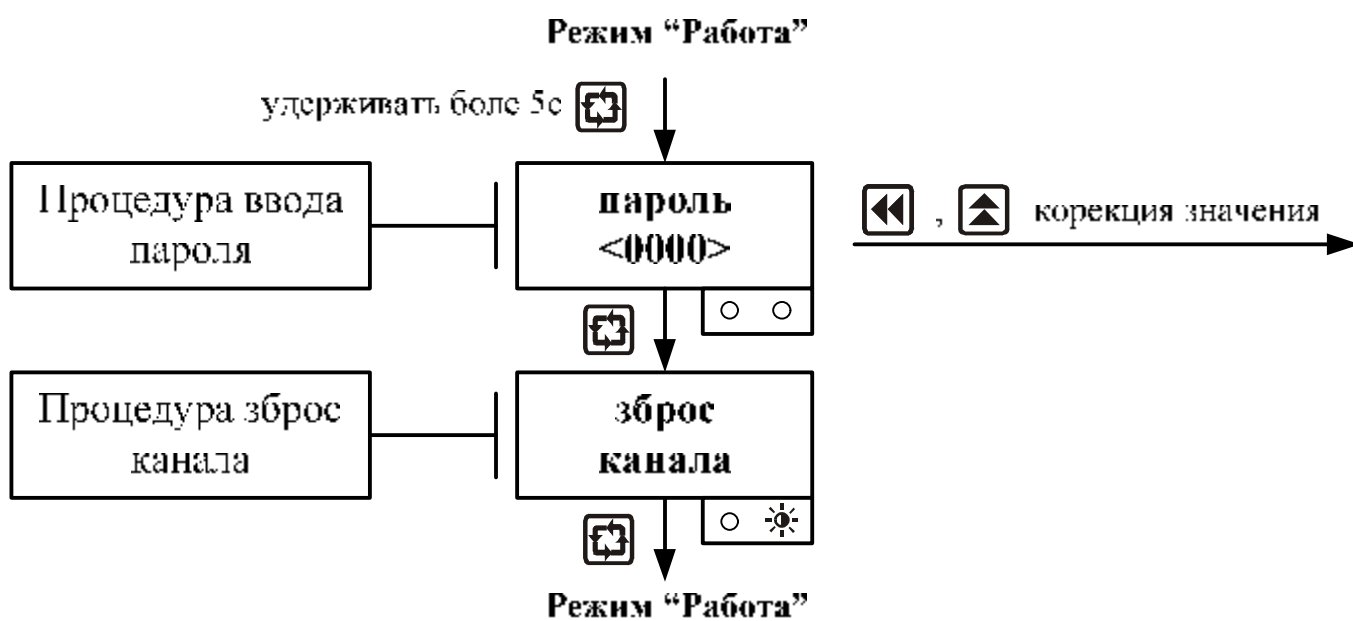 Режим “Работа”
удерживать боле 5с
Процедура ввода
пароля
пароль
<0000>
, корекция значения
Процедура зброс
канала
зброс
канала
Режим “Работа”